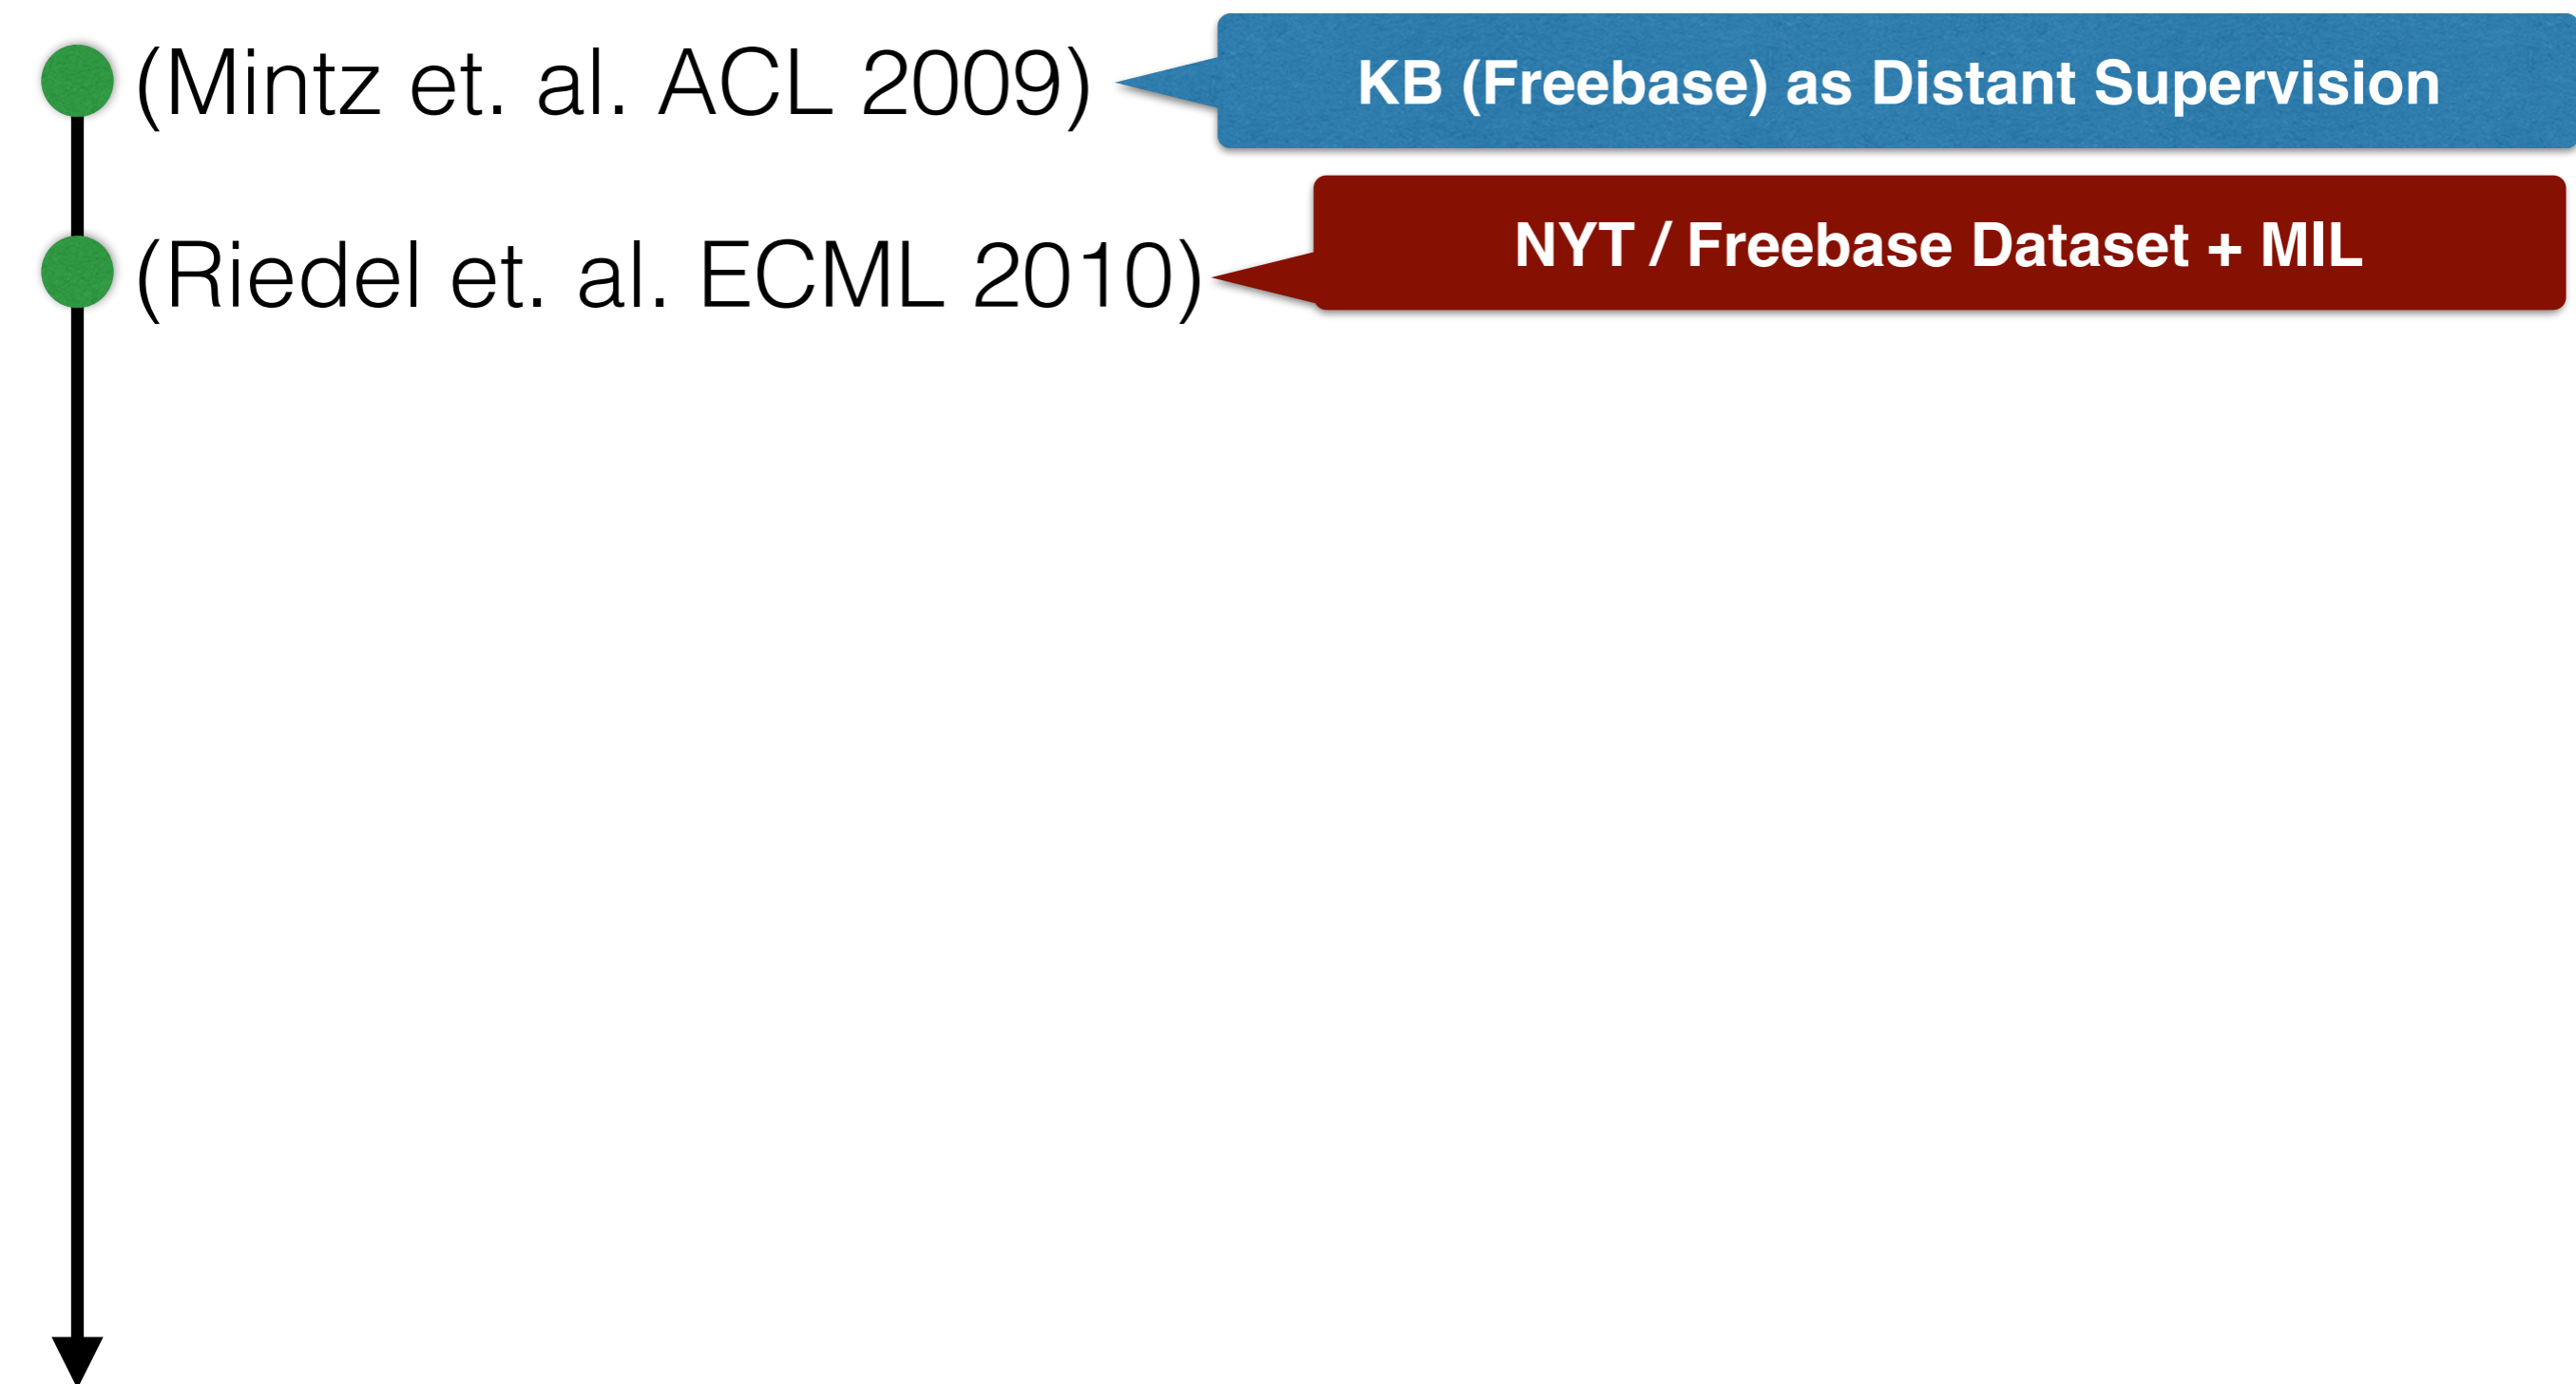 (Mintz et. al. ACL 2009)
KB (Freebase) as Distant Supervision
(Riedel et. al. ECML 2010)
NYT / Freebase Dataset + MIL